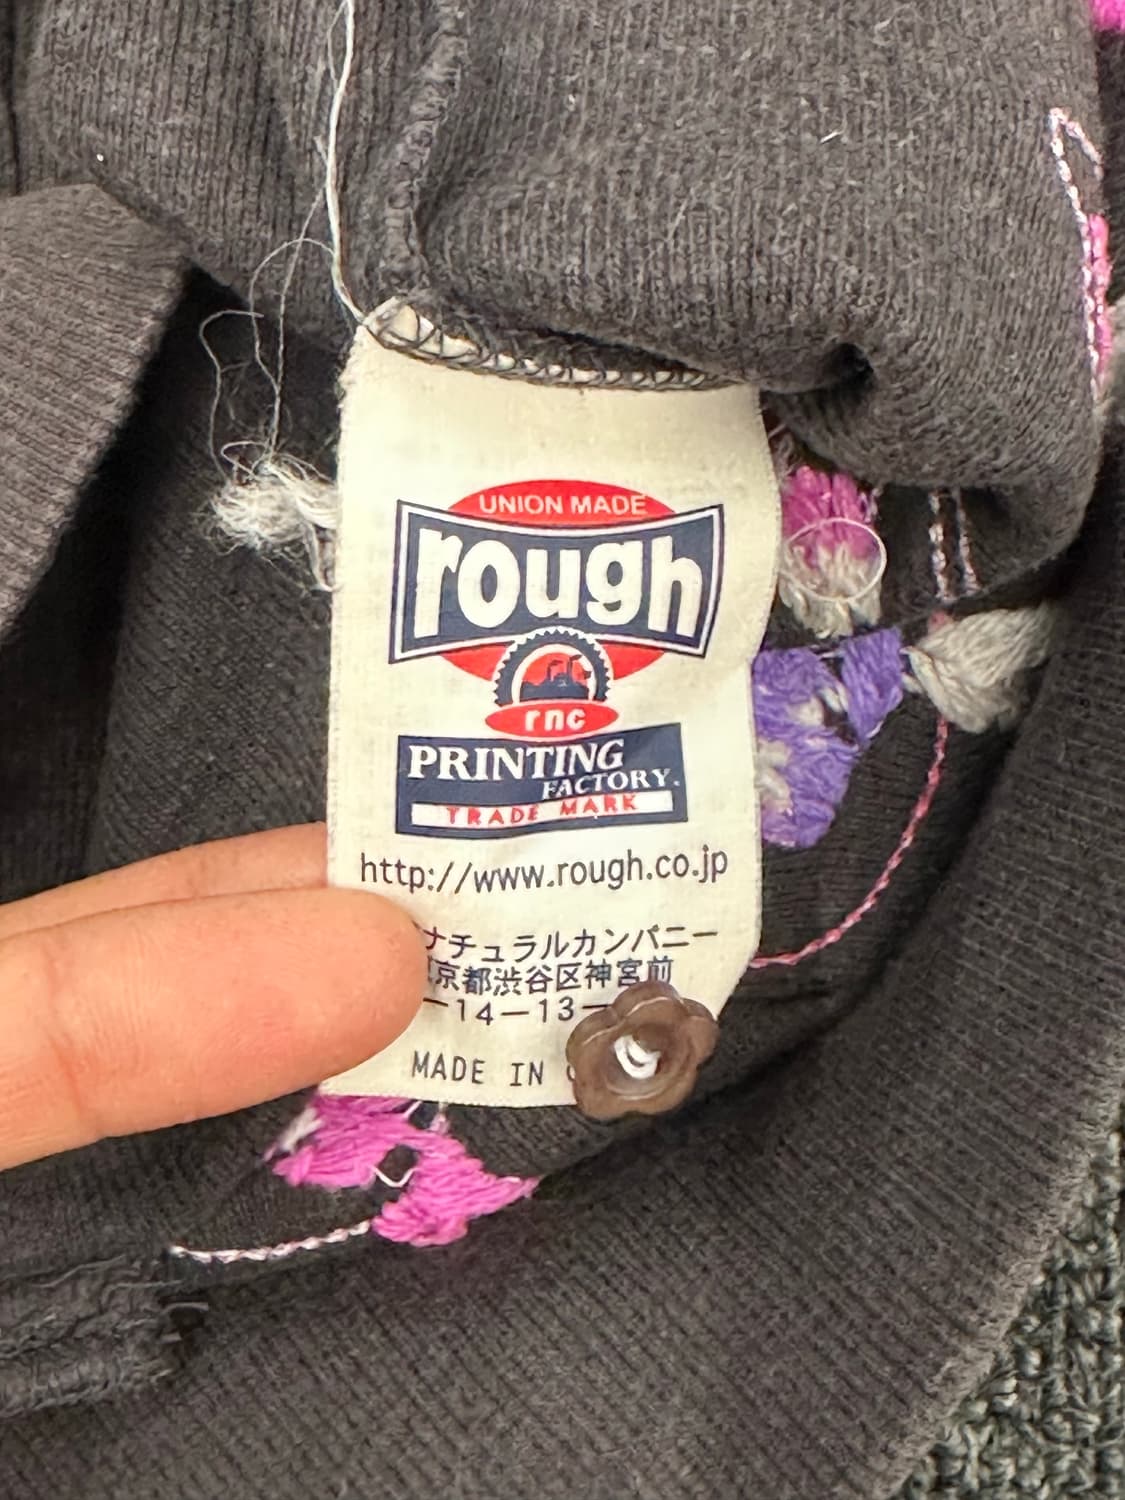 UNION MADE
rough
rnc
PRINTING
FACTORY.
TRADE MARK
http://www.rough.co.jp
ナチュラルカンパニー
京都渋谷区神宮前
－14－13－
MADE IN